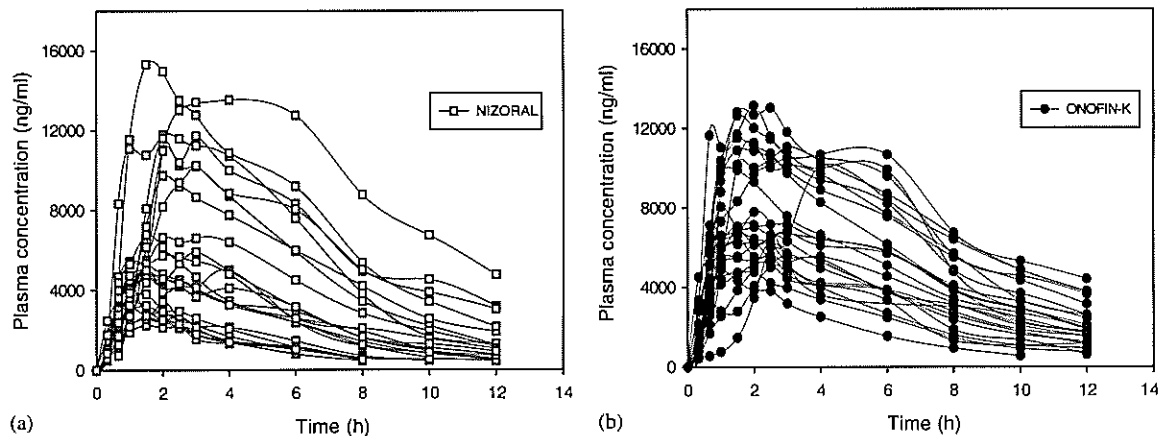 16000
12000
8000
4000
0
Plasma concentration (ng/ml)
NIZORAL
0 2 4 6 8 10 12 14
Time (h)
(a)
16000
12000
8000
4000
0
Plasma concentration (ng/ml)
ONOFIN-K
0 2 4 6 8 10 12 14
Time (h)
(b)